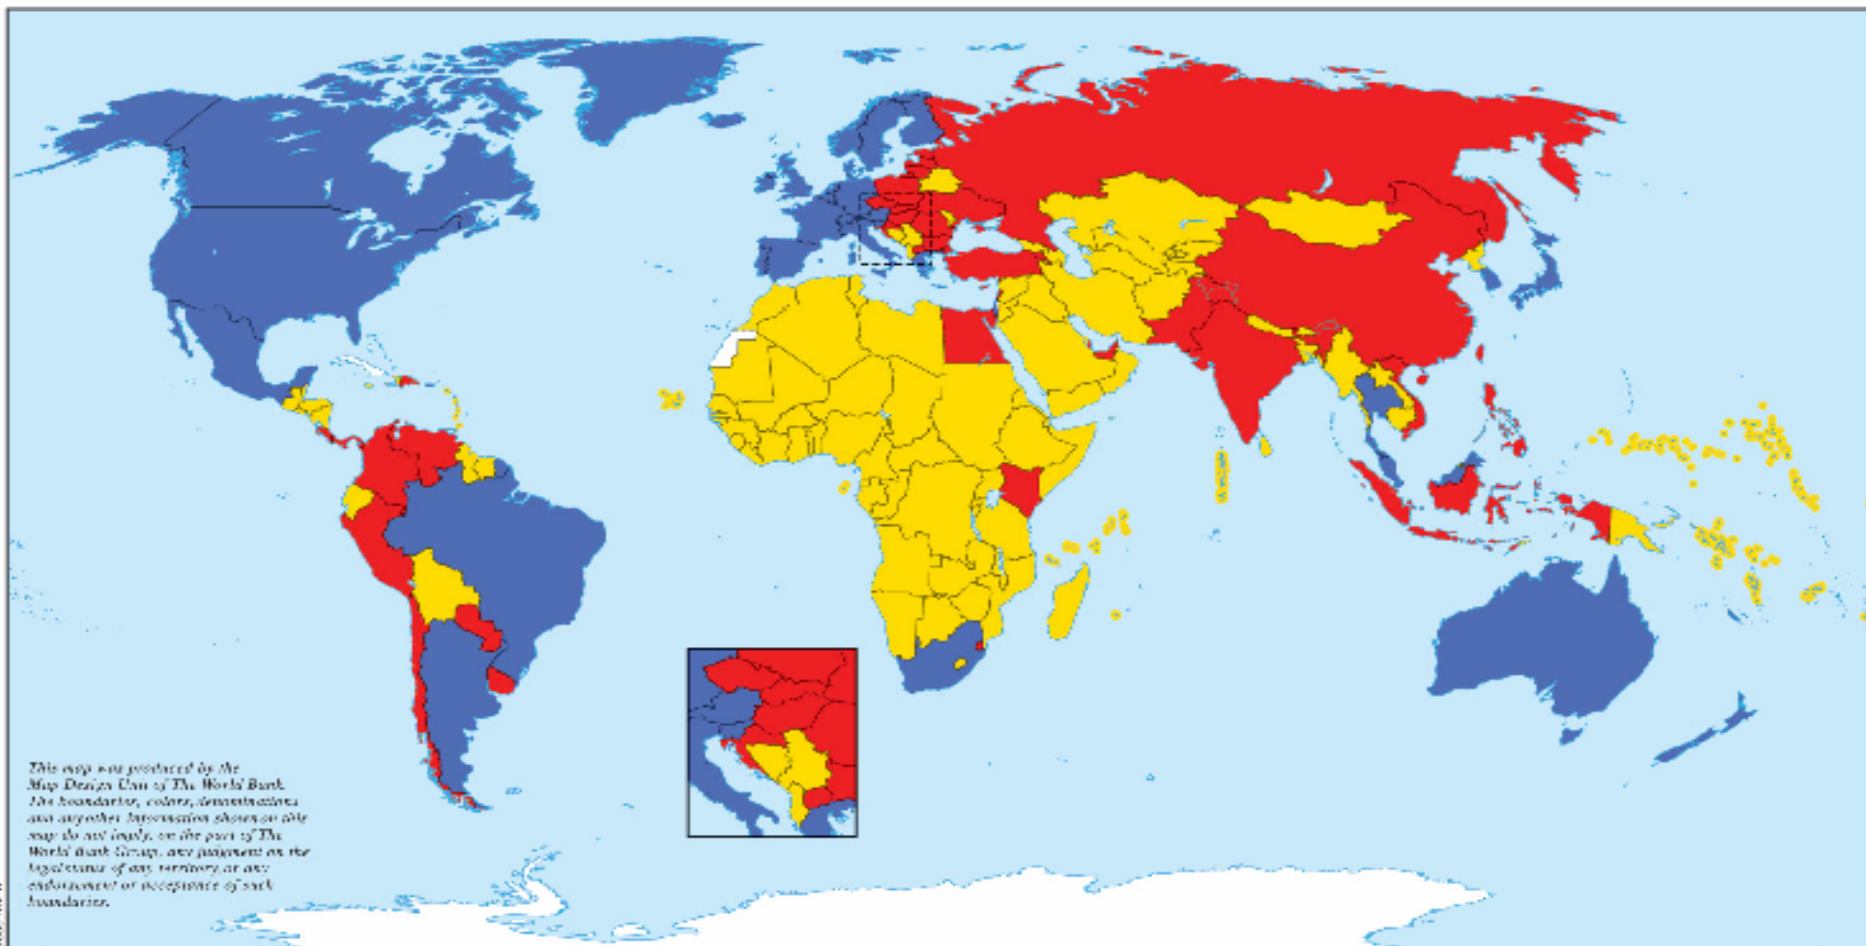 This map was produced by the
Map Design Unit of The World Bank.
The boundaries, colors, denominations
and any other information shown on this
map do not imply, on the part of The
World Bank Group, any judgment on the
legal status of any territory, or any
endorsement or acceptance of such
boundaries.